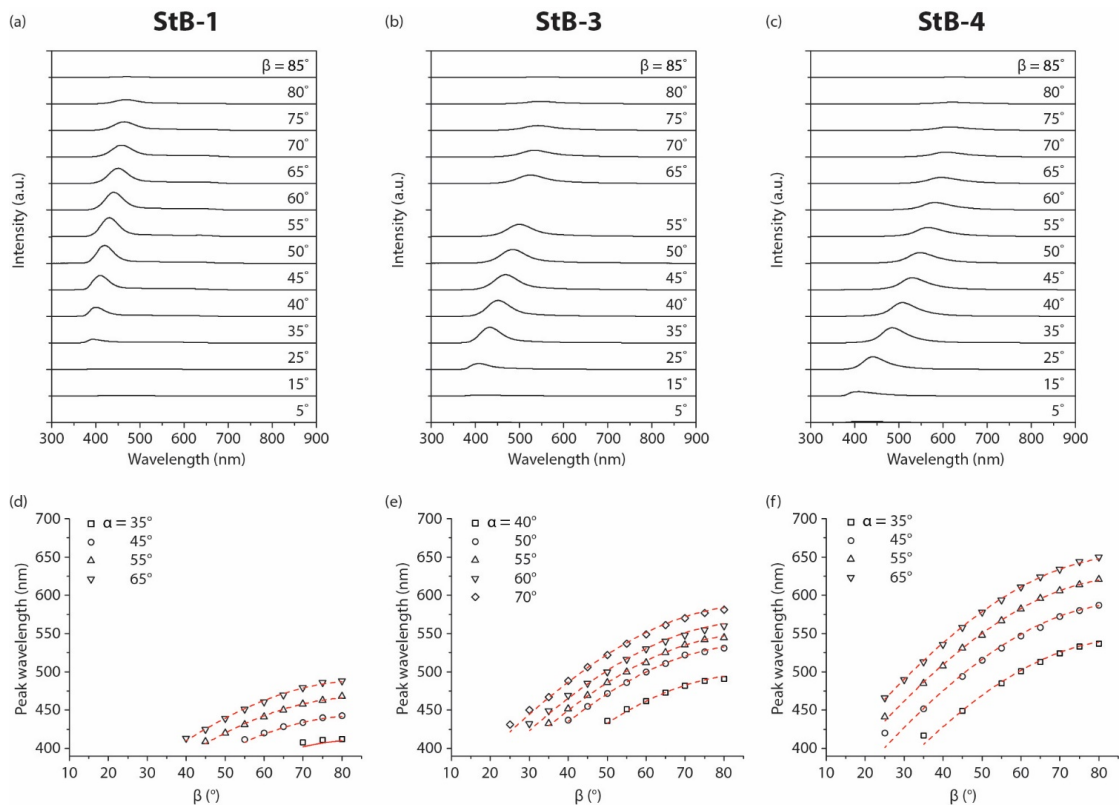 (a) StB-1
(b) StB-3
(c) StB-4
Intensity (a.u.)
β = 85°
80°
75°
70°
65°
60°
55°
50°
45°
40°
35°
25°
15°
5°
300 400 500 600 700 800 900
Wavelength (nm)
Intensity (a.u.)
β = 85°
80°
75°
70°
65°
55°
50°
45°
40°
35°
25°
15°
5°
300 400 500 600 700 800 900
Wavelength (nm)
Intensity (a.u.)
β = 85°
80°
75°
70°
65°
60°
55°
50°
45°
40°
35°
25°
15°
5°
300 400 500 600 700 800 900
Wavelength (nm)
(d)
Peak wavelength (nm)
700
650
600
550
500
450
400
α = 35°
45°
55°
65°
10 20 30 40 50 60 70 80
β (°)
(e)
Peak wavelength (nm)
700
650
600
550
500
450
400
α = 40°
50°
55°
60°
70°
10 20 30 40 50 60 70 80 90
β (°)
(f)
Peak wavelength (nm)
700
650
600
550
500
450
400
α = 35°
45°
55°
65°
10 20 30 40 50 60 70 80
β (°)